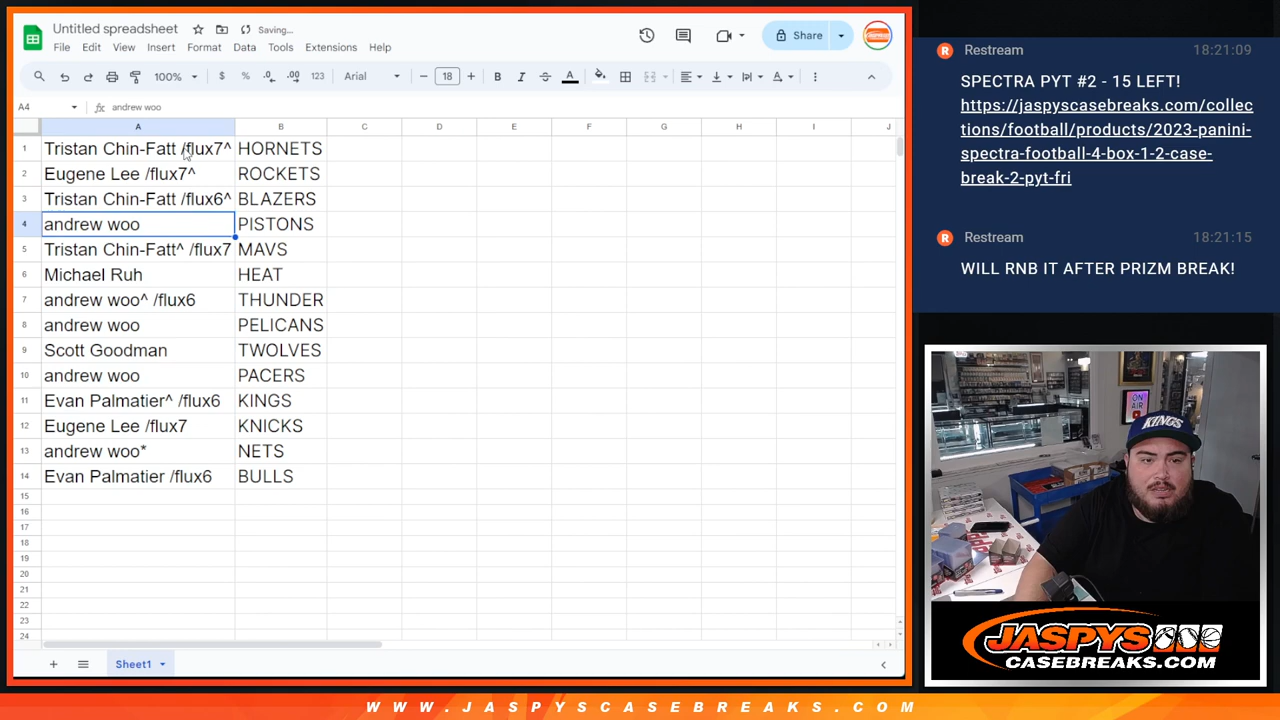 Untitled spreadsheet Saving...
File Edit View Insert Format Data Tools Extensions Help
Share
100% $ % .0 .00 123 Arial 18 B I A
A4 fx andrew woo
A B C D E F G H I J
1 Tristan Chin-Fatt /flux7^ HORNETS
2 Eugene Lee /flux7^ ROCKETS
3 Tristan Chin-Fatt /flux6^ BLAZERS
4 andrew woo PISTONS
5 Tristan Chin-Fatt^ /flux7 MAVS
6 Michael Ruh HEAT
7 andrew woo^ /flux6 THUNDER
8 andrew woo PELICANS
9 Scott Goodman TWOLVES
10 andrew woo PACERS
11 Evan Palmatier^ /flux6 KINGS
12 Eugene Lee /flux7 KNICKS
13 andrew woo* NETS
14 Evan Palmatier /flux6 BULLS
15
16
17
18
19
20
21
22
23
24
Sheet1
R Restream 18:21:09
SPECTRA PYT #2 - 15 LEFT!
https://jaspyscasebreaks.com/collec
tions/football/products/2023-panini-
spectra-football-4-box-1-2-case-
break-2-pyt-fri
R Restream 18:21:15
WILL RNB IT AFTER PRIZM BREAK!
ON AIR
KINGS
JASPYS
CASEBREAKS.COM
WWW.JASPYSCASEBREAKS.COM